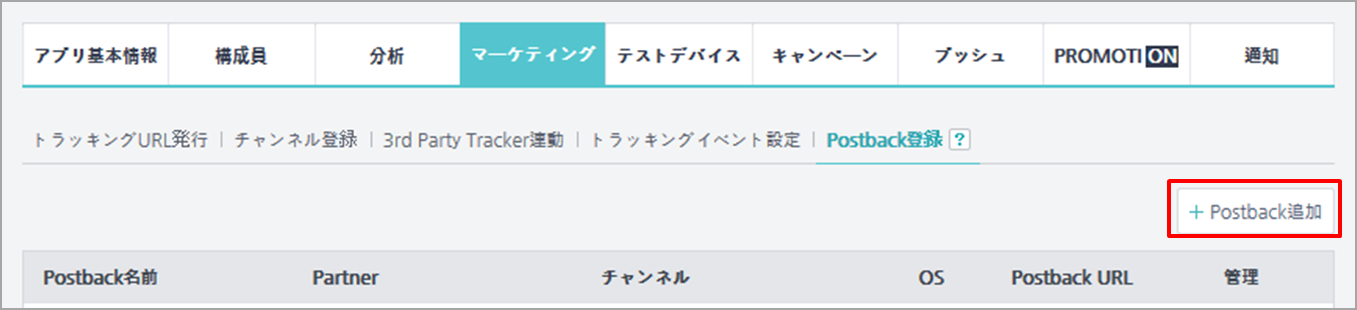 アプリ基本情報 構成員 分析 マーケティング テストデバイス キャンペーン プッシュ PROMOTION 通知
トラッキングURL発行 | チャンネル登録 | 3rd Party Tracker連動 | トラッキングイベント設定 | Postback登録 ?
+ Postback追加
Postback名前 Partner チャンネル OS Postback URL 管理